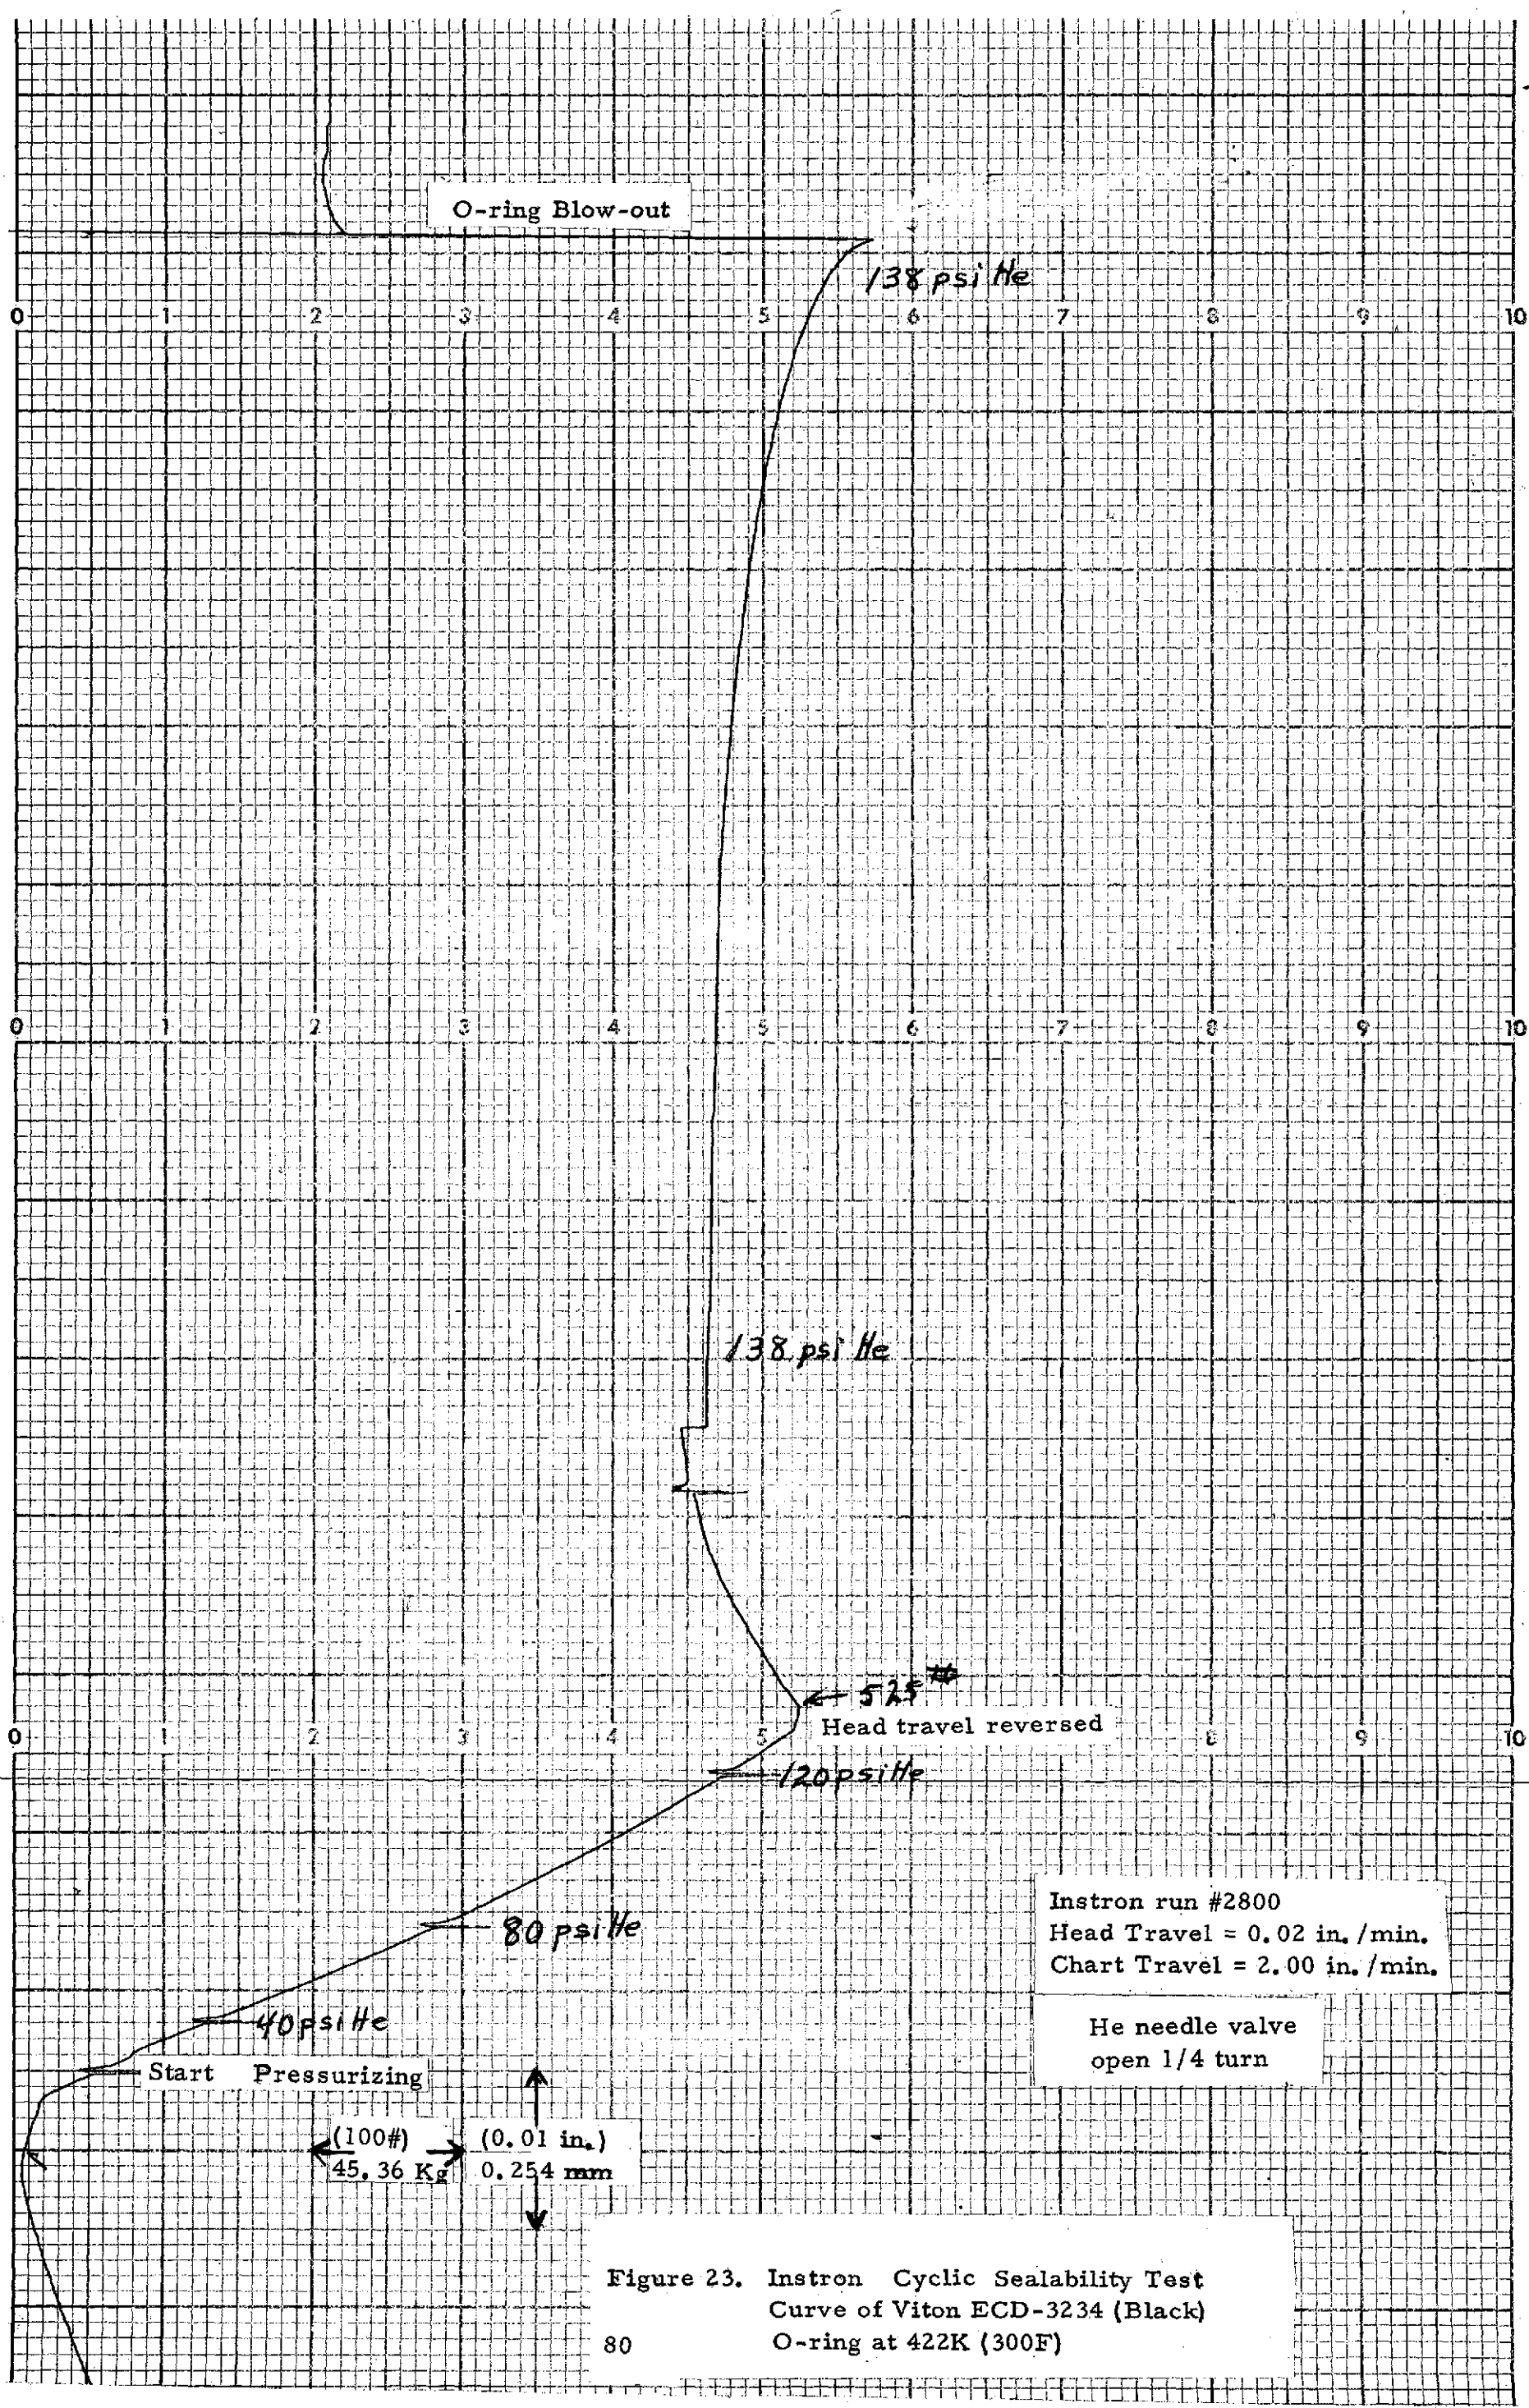 O-ring Blow-out
138 psi He
0 1 2 3 4 5 6 7 8 9 10
0 1 2 3 4 5 6 7 8 9 10
138 psi He
525 #
Head travel reversed
0 2 3 5 8 9 10
120 psi He
80 psi He
Instron run #2800
Head Travel = 0.02 in./min.
Chart Travel = 2.00 in./min.
40 psi He
He needle valve
open 1/4 turn
Start Pressurizing
(100#)
45.36 Kg
(0.01 in.)
0.254 mm
Figure 23. Instron Cyclic Sealability Test
Curve of Viton ECD-3234 (Black)
O-ring at 422K (300F)
80